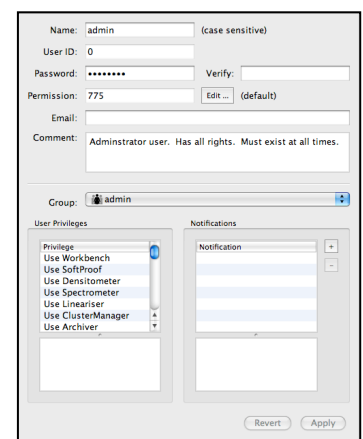 Name: admin (case sensitive)
User ID: 0
Password: •••••••• Verify:
Permission: 775 Edit ... (default)
Email:
Comment: Adminstrator user. Has all rights. Must exist at all times.
Group: admin
User Privileges Notifications
Privilege Notification +
Use Workbench –
Use SoftProof
Use Densitometer
Use Spectrometer
Use Lineariser
Use ClusterManager
Use Archiver
Revert Apply